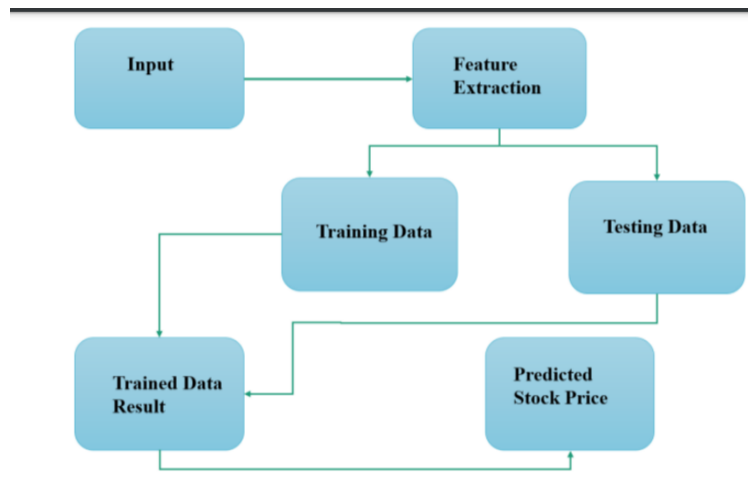 Input
Feature
Extraction
Training Data
Testing Data
Trained Data
Result
Predicted
Stock Price